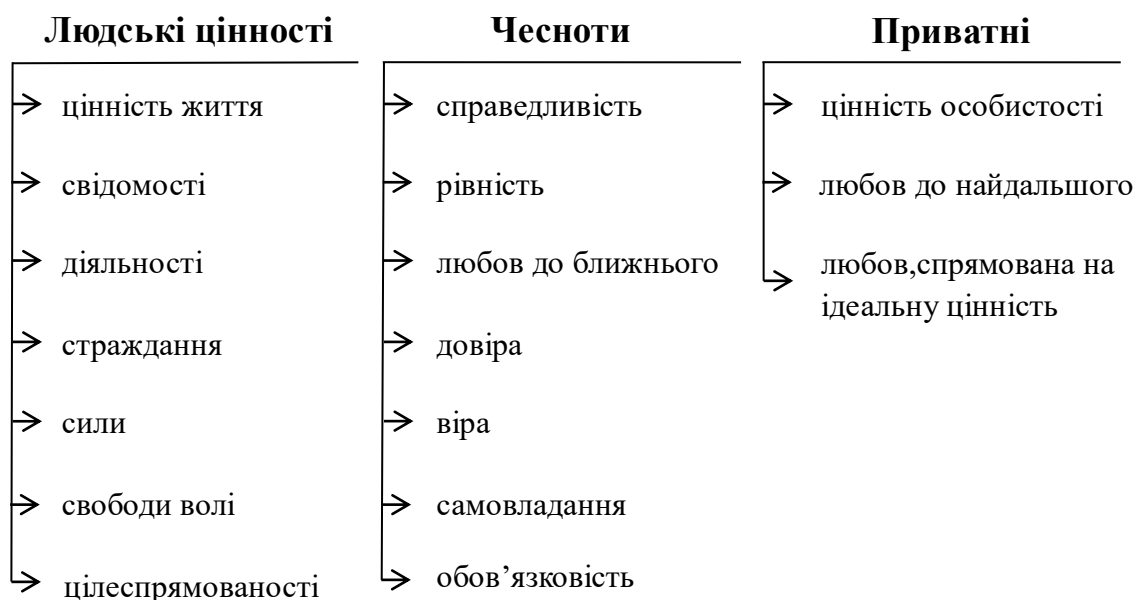 Людські цінності
цінність життя
свідомості
діяльності
страждання
сили
свободи волі
цілеспрямованості
Чесноти
справедливість
рівність
любов до ближнього
довіра
віра
самовладання
обов’язковість
Приватні
цінність особистості
любов до найдальшого
любов,спрямована на
ідеальну цінність